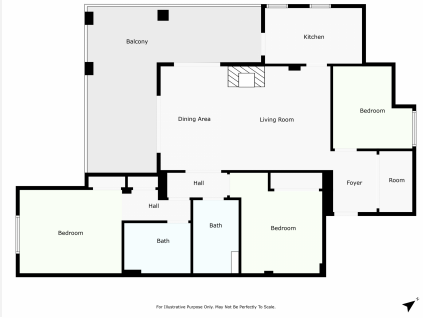 Kitchen
Balcony
Bedroom
Dining Area
Living Room
Hall
Foyer
Room
Hall
Bath
Bedroom
Bedroom
Bath
For Illustrative Purpose Only. May Not Be Perfectly To Scale.